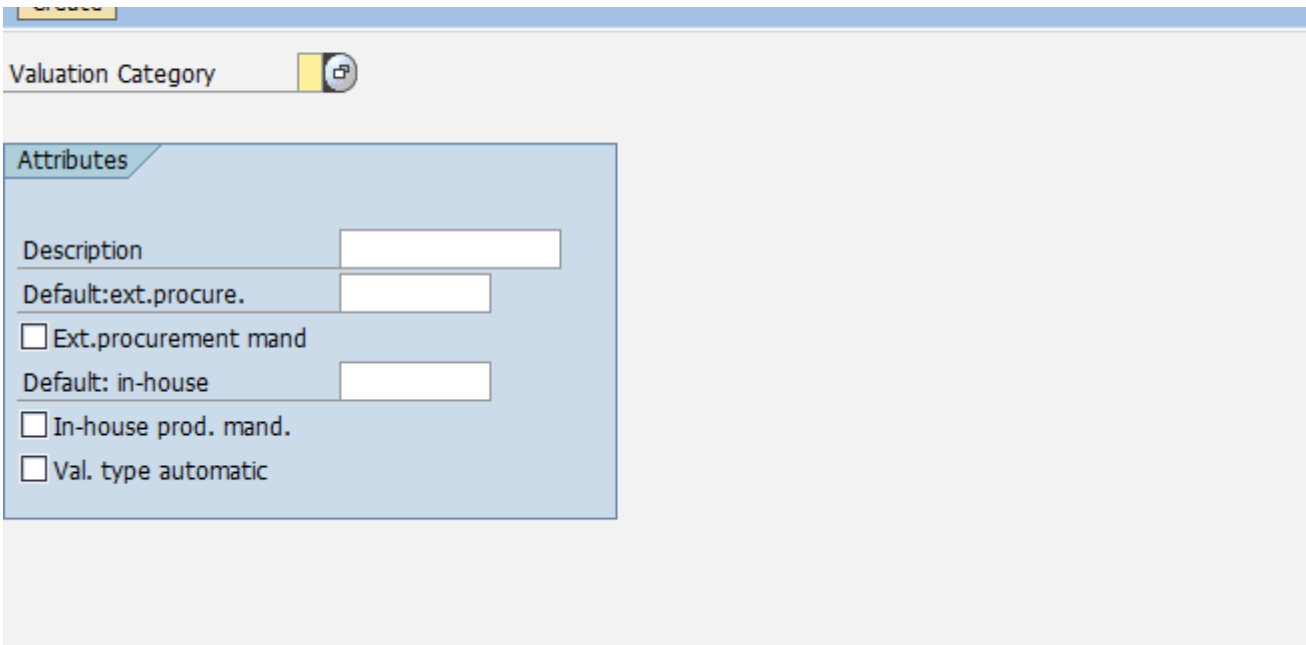 Create
Valuation Category
Attributes
Description
Default:ext.procure.
Ext.procurement mand
Default: in-house
In-house prod. mand.
Val. type automatic